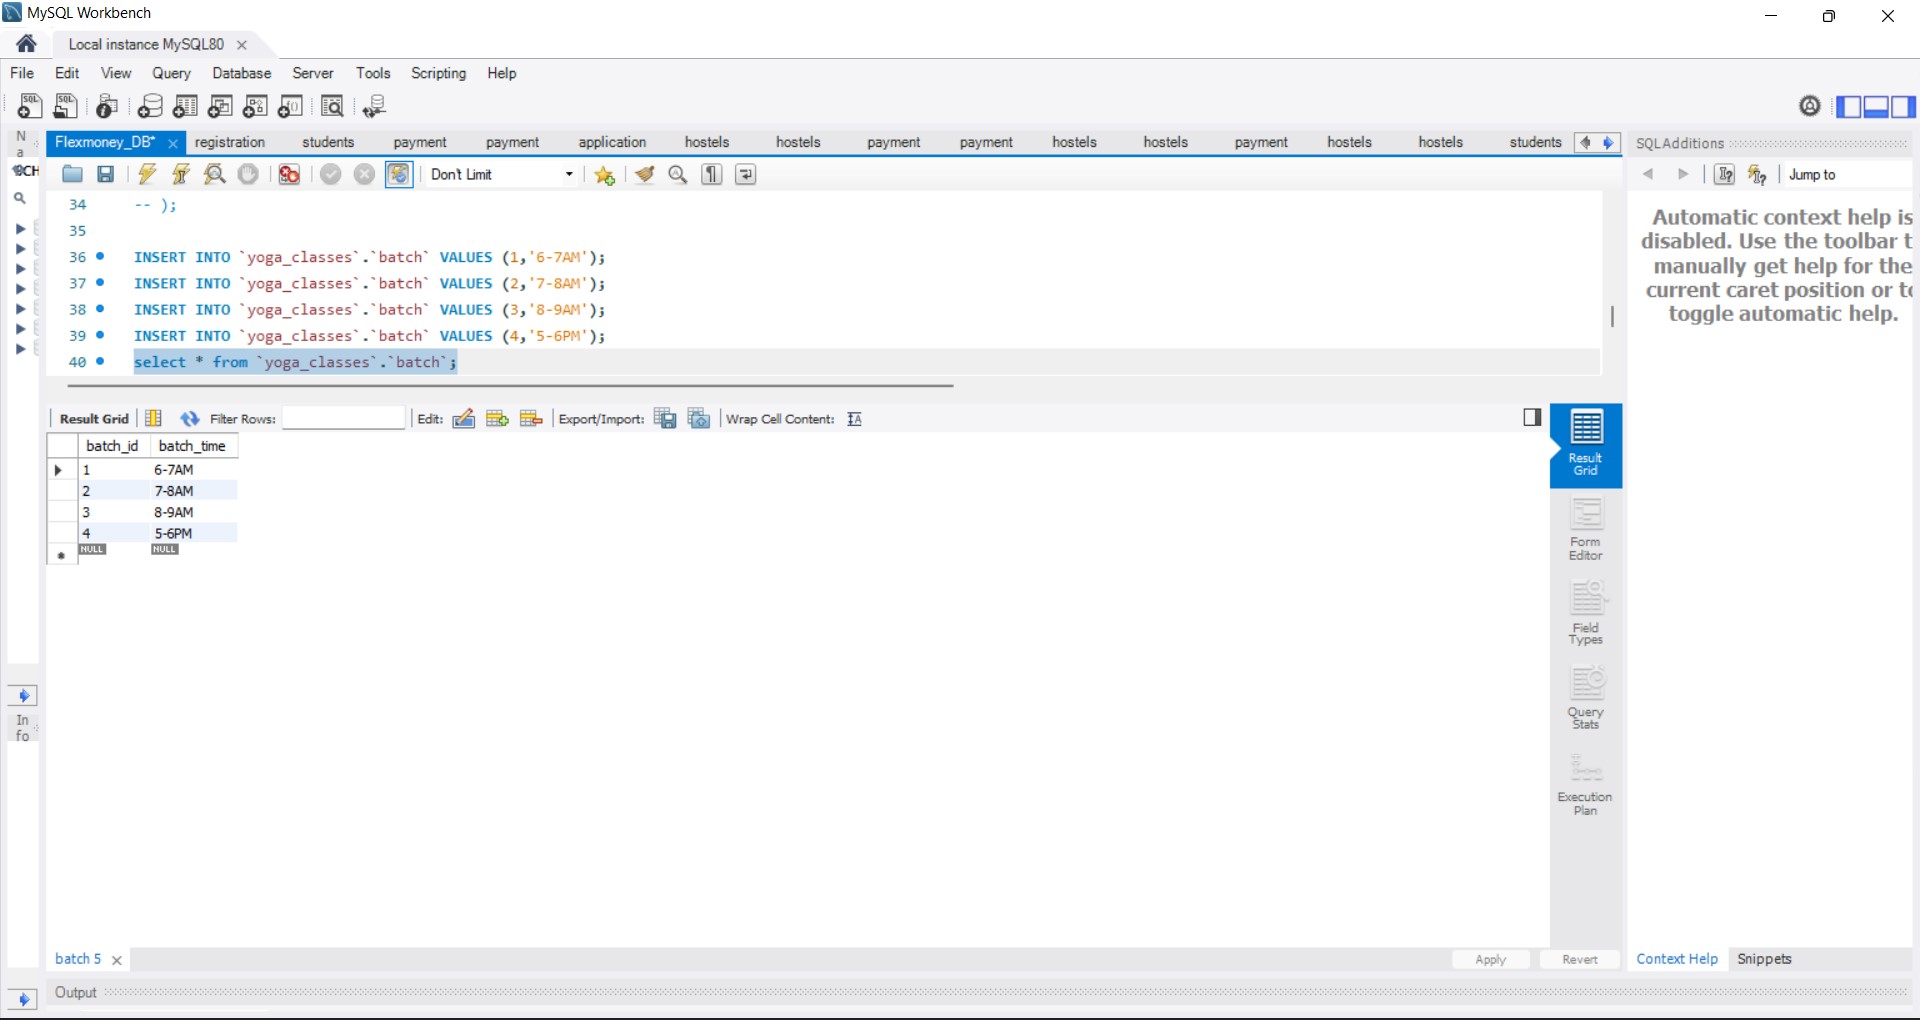 MySQL Workbench
Local instance MySQL80
File Edit View Query Database Server Tools Scripting Help
Flexmoney_DB* registration students payment payment application hostels hostels payment payment hostels hostels payment hostels hostels students
SQLAdditions
N
a
SCH
Don't Limit
Jump to
34 -- );
35
36 INSERT INTO `yoga_classes`.`batch` VALUES (1,'6-7AM');
37 INSERT INTO `yoga_classes`.`batch` VALUES (2,'7-8AM');
38 INSERT INTO `yoga_classes`.`batch` VALUES (3,'8-9AM');
39 INSERT INTO `yoga_classes`.`batch` VALUES (4,'5-6PM');
40 select * from `yoga_classes`.`batch`;
Automatic context help is
disabled. Use the toolbar t
manually get help for the
current caret position or to
toggle automatic help.
Result Grid Filter Rows: Edit: Export/Import: Wrap Cell Content:
batch_id batch_time
1 6-7AM
2 7-8AM
3 8-9AM
4 5-6PM
NULL NULL
Result
Grid
Form
Editor
Field
Types
Query
Stats
Execution
Plan
In
fo
batch 5
Apply Revert
Context Help Snippets
Output